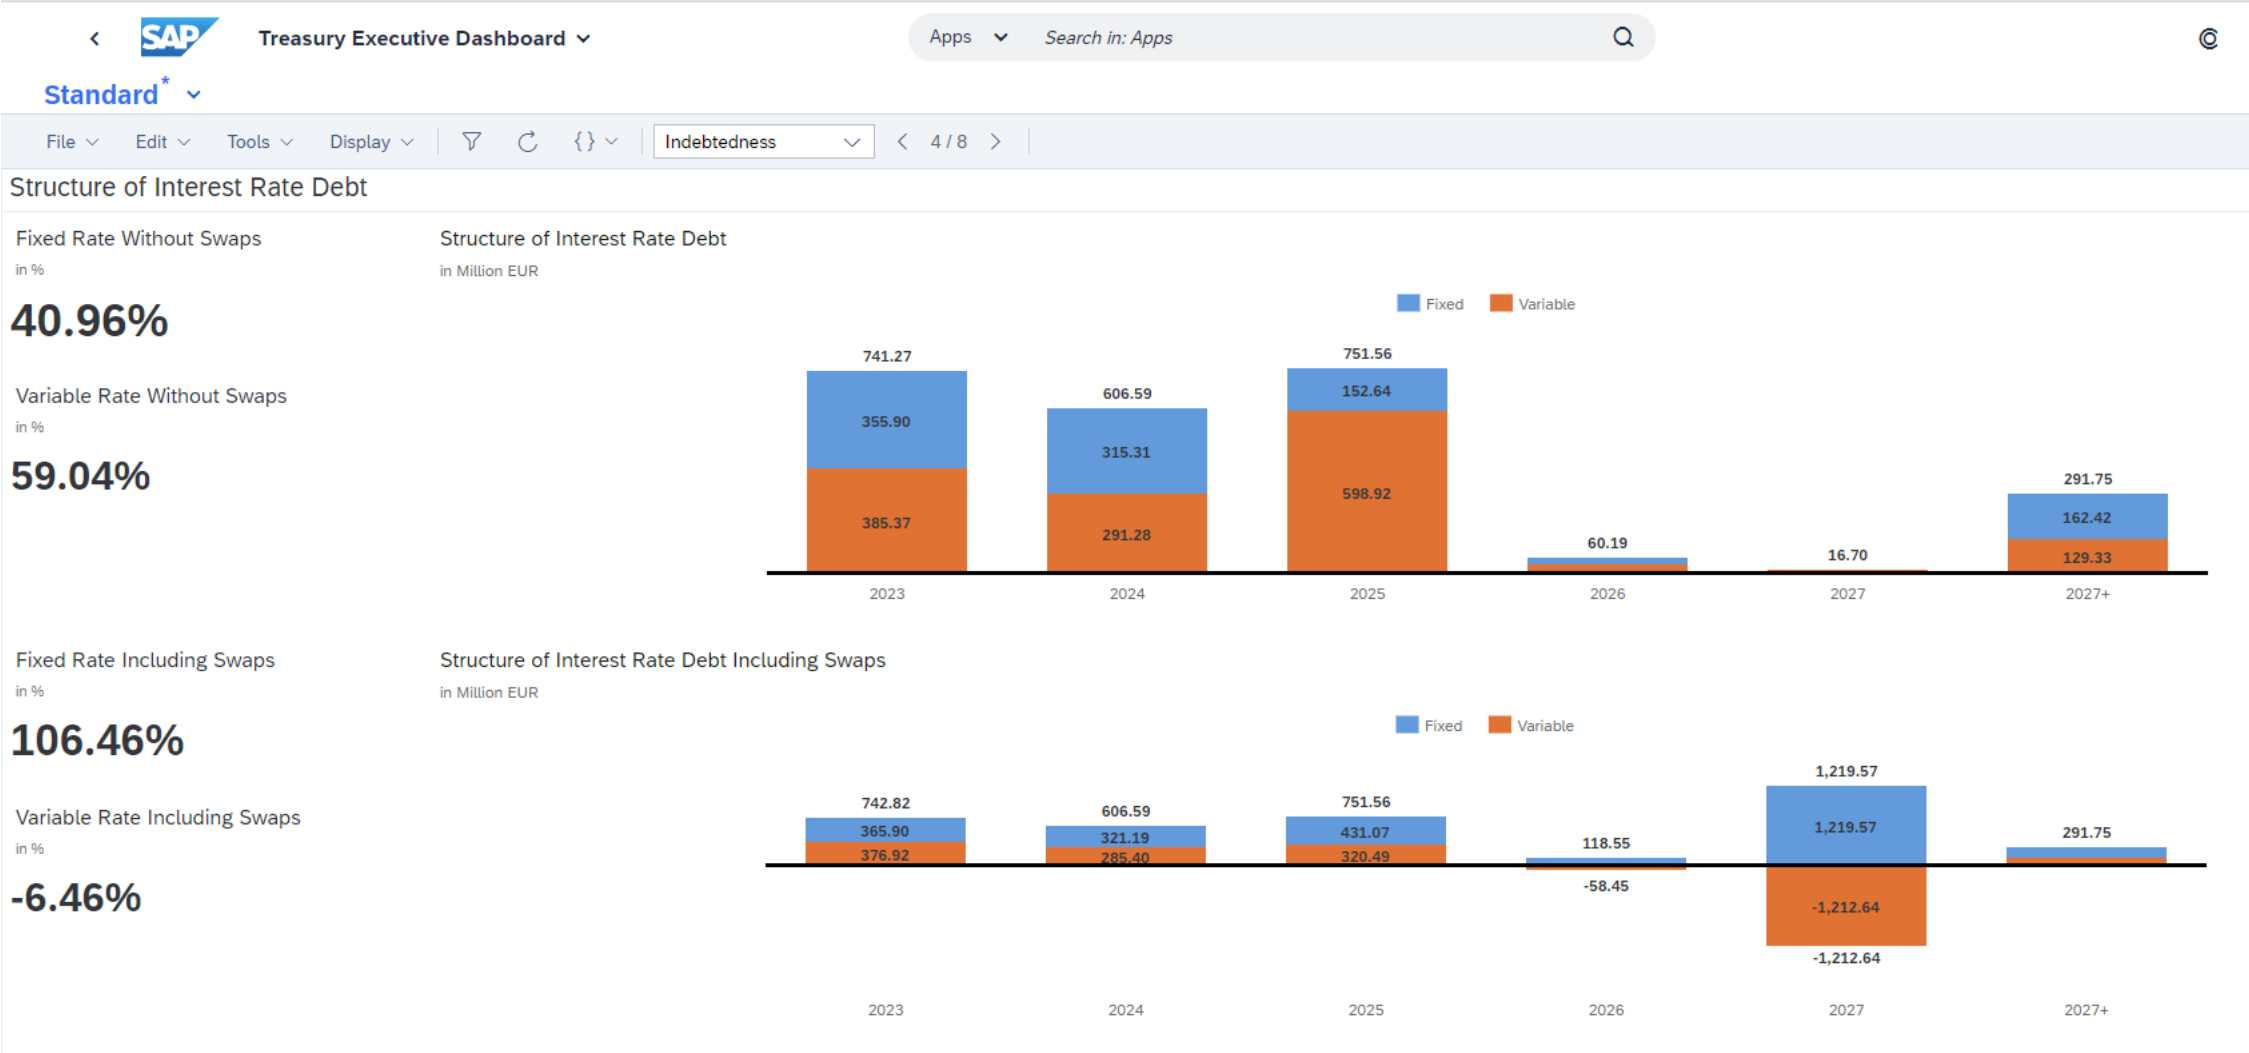 SAP Treasury Executive Dashboard Apps Search in: Apps
Standard*
File Edit Tools Display {} Indebtedness 4 / 8
Structure of Interest Rate Debt
Fixed Rate Without Swaps
in %
40.96%
Variable Rate Without Swaps
in %
59.04%
Structure of Interest Rate Debt
in Million EUR
Fixed Variable
741.27
355.90
385.37
606.59
315.31
291.28
751.56
152.64
598.92
60.19
16.70
291.75
162.42
129.33
2023 2024 2025 2026 2027 2027+
Fixed Rate Including Swaps
in %
106.46%
Variable Rate Including Swaps
in %
-6.46%
Structure of Interest Rate Debt Including Swaps
in Million EUR
Fixed Variable
742.82
365.90
376.92
606.59
321.19
285.40
751.56
431.07
320.49
118.55
-58.45
1,219.57
1,219.57
-1,212.64
-1,212.64
291.75
2023 2024 2025 2026 2027 2027+